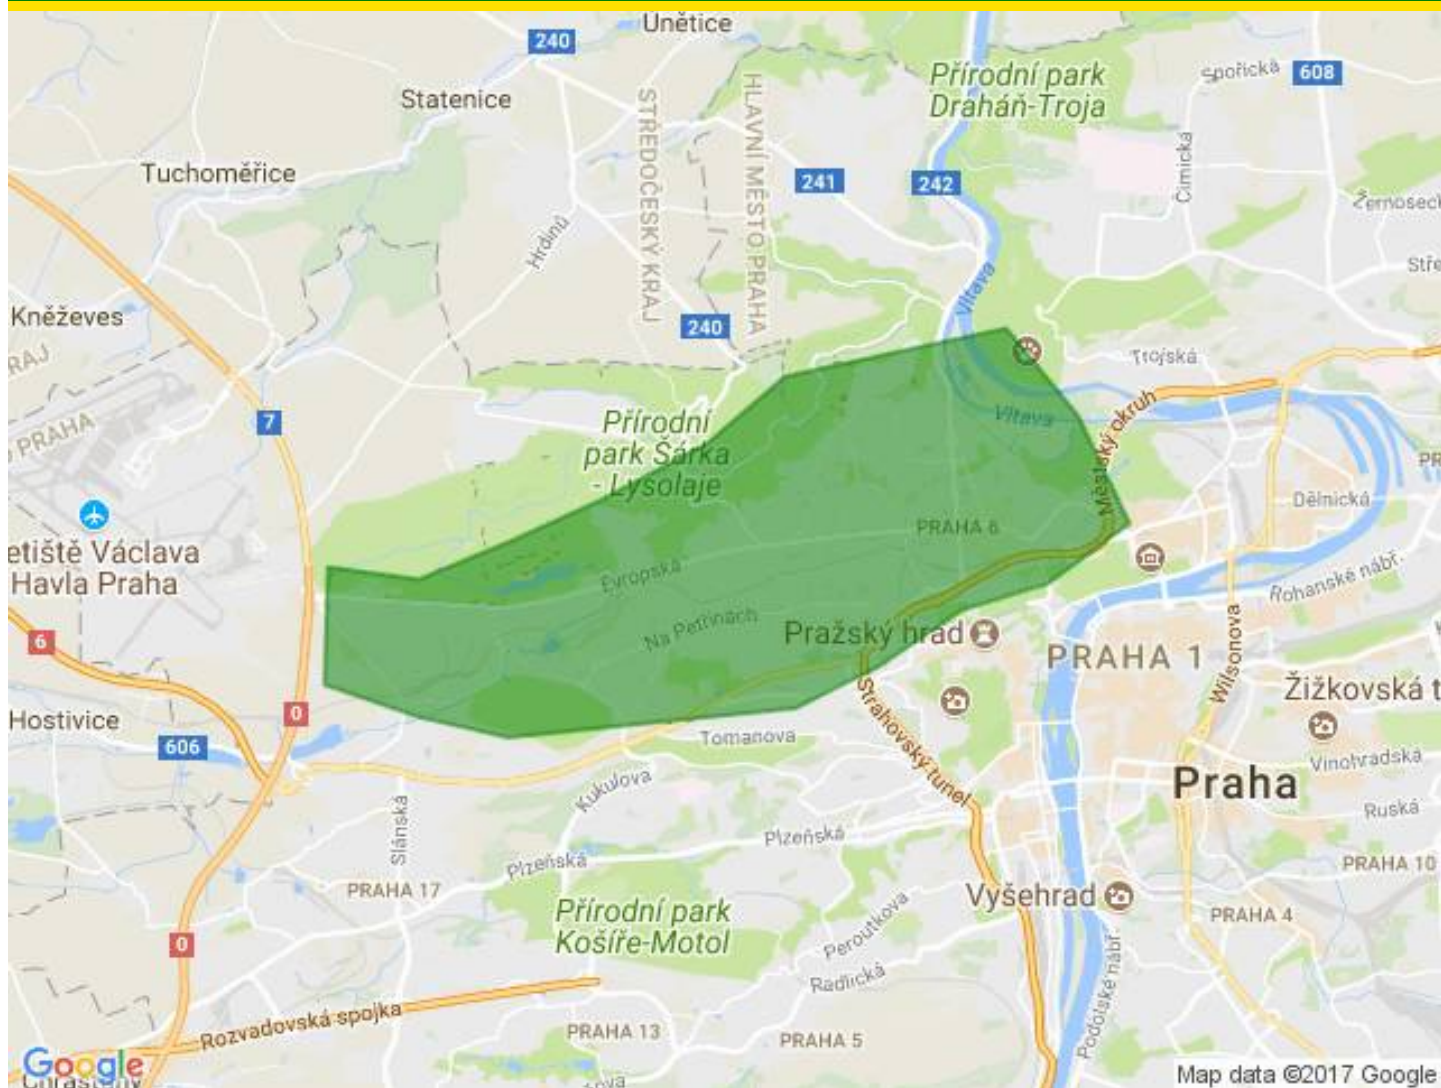 Únětice
240
Přírodní park
Draháň-Troja
Spořická
608
Statenice
STŘEDOČESKÝ KRAJ
HLAVNÍ MĚSTO PRAHA
Čimická
Tuchoměřice
241
242
Hrdinů
Vltava
Kněževes
240
Trojská
Přírodní
park Šárka
- Lysolaje
7
PRAHA
Vltava
Městský okruh
Dělnická
PRAHA 6
Václava
Havla Praha
Evropská
Rohanské nábř.
6
Na Petřinách
Pražský hrad
PRAHA 1
Wilsonova
Žižkovská
Hostivice
0
606
Strahovský tunel
Tomanova
Vinohradská
Praha
Kukulova
Ruská
Slánská
Plzeňská
Plzeňská
PRAHA 10
PRAHA 17
Vyšehrad
PRAHA 4
Přírodní park
Košíře-Motol
Peroutkova
0
Radlická
Podolské nábř.
Rozvadovská spojka
PRAHA 13
PRAHA 5
Google
Map data ©2017 Google